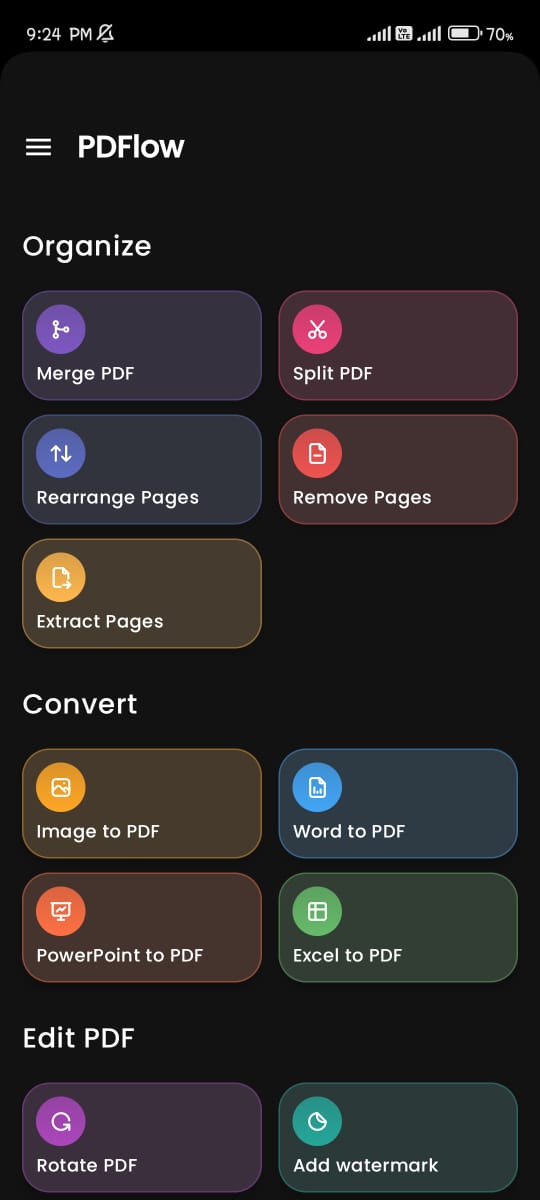 9:24 PM Vo LTE 70%
PDFlow
Organize
Merge PDF
Split PDF
Rearrange Pages
Remove Pages
Extract Pages
Convert
Image to PDF
Word to PDF
PowerPoint to PDF
Excel to PDF
Edit PDF
Rotate PDF
Add watermark